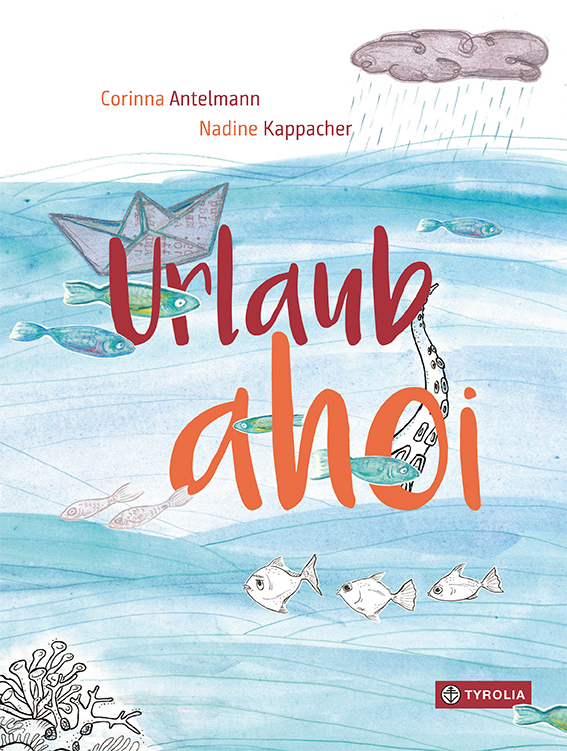 Corinna Antelmann
Nadine Kappacher
Urlaub
ahoi
TYROLIA